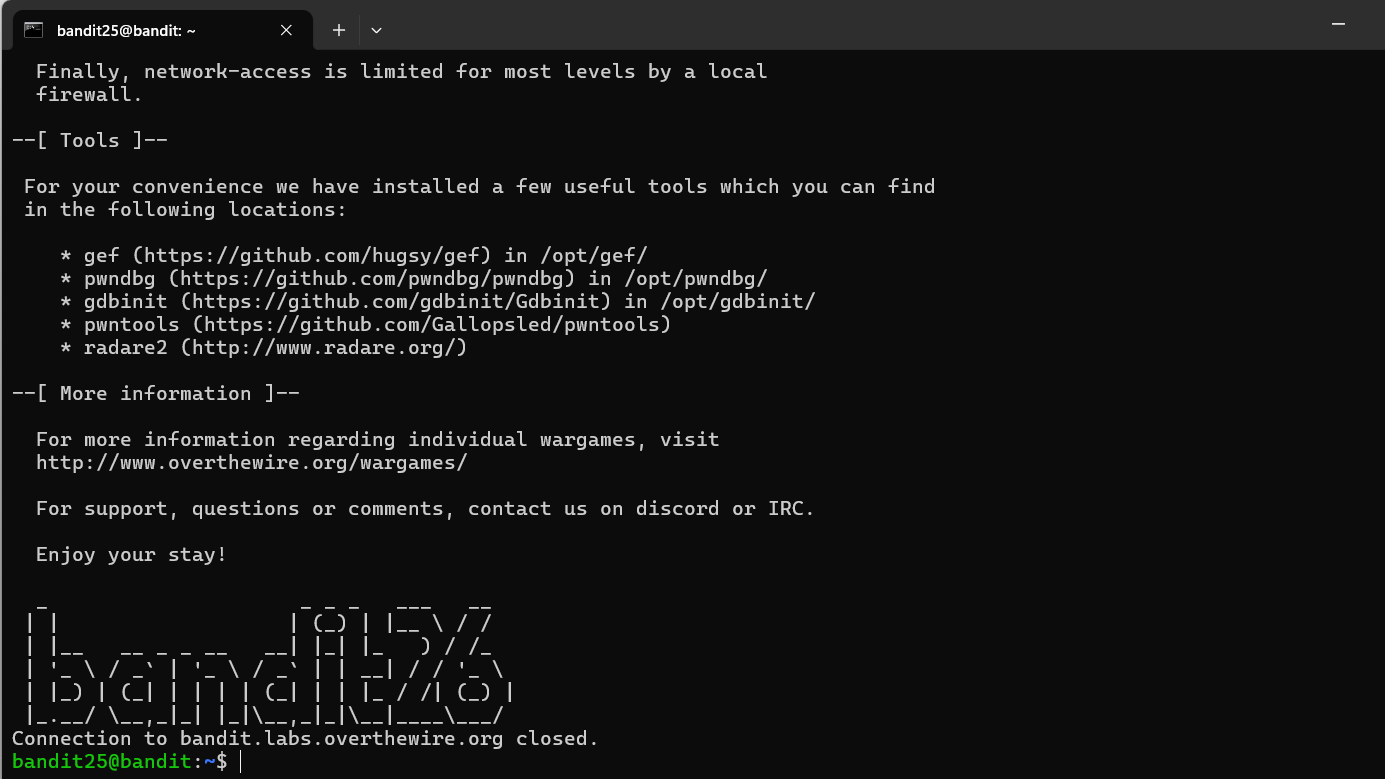 bandit25@bandit: ~
Finally, network-access is limited for most levels by a local
firewall.
--[ Tools ]--
For your convenience we have installed a few useful tools which you can find
in the following locations:
* gef (https://github.com/hugsy/gef) in /opt/gef/
* pwndbg (https://github.com/pwndbg/pwndbg) in /opt/pwndbg/
* gdbinit (https://github.com/gdbinit/Gdbinit) in /opt/gdbinit/
* pwntools (https://github.com/Gallopsled/pwntools)
* radare2 (http://www.radare.org/)
--[ More information ]--
For more information regarding individual wargames, visit
http://www.overthewire.org/wargames/
For support, questions or comments, contact us on discord or IRC.
Enjoy your stay!
bandit26
Connection to bandit.labs.overthewire.org closed.
bandit25@bandit:~$